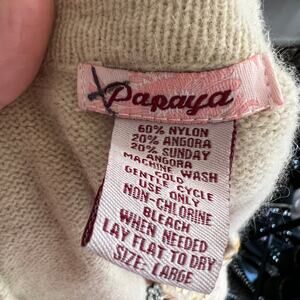 Papaya
60% NYLON
20% ANGORA
20% SUNDAY
ANGORA
MACHINE WASH
GENTLE CYCLE
USE ONLY
NON-CHLORINE
BLEACH
WHEN NEEDED
LAY FLAT TO DRY
SIZE: LARGE